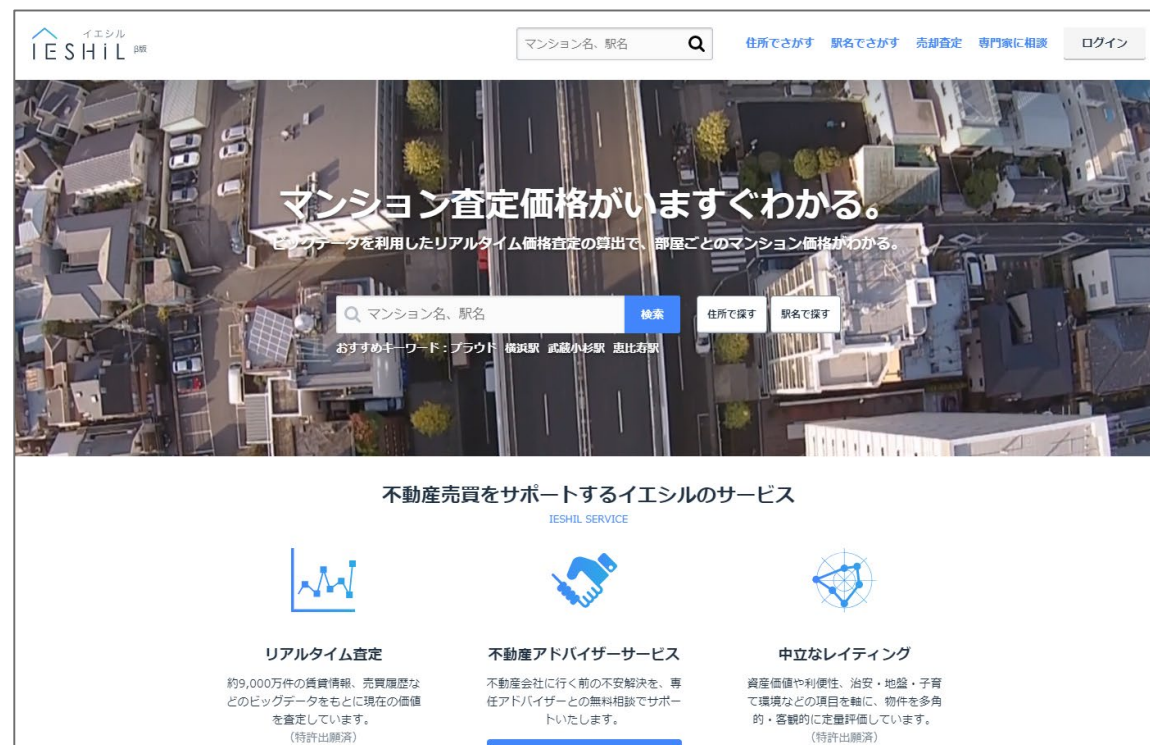 イエシル
IESHIL β版
マンション名、駅名
住所でさがす 駅名でさがす 売却査定 専門家に相談 ログイン
マンション査定価格がいますぐわかる。
ビッグデータを利用したリアルタイム価格査定の算出で、部屋ごとのマンション価格がわかる。
マンション名、駅名 検索 住所で探す 駅名で探す
おすすめキーワード：プラウド 横浜駅 武蔵小杉駅 恵比寿駅
不動産売買をサポートするイエシルのサービス
IESHIL SERVICE
リアルタイム査定
約9,000万件の賃貸情報、売買履歴な
どのビッグデータをもとに現在の価値
を査定しています。
(特許出願済)
不動産アドバイザーサービス
不動産会社に行く前の不安解決を、専
任アドバイザーとの無料相談でサポー
トいたします。
中立なレイティング
資産価値や利便性、治安・地盤・子育
て環境などの項目を軸に、物件を多角
的・客観的に定量評価しています。
(特許出願済)